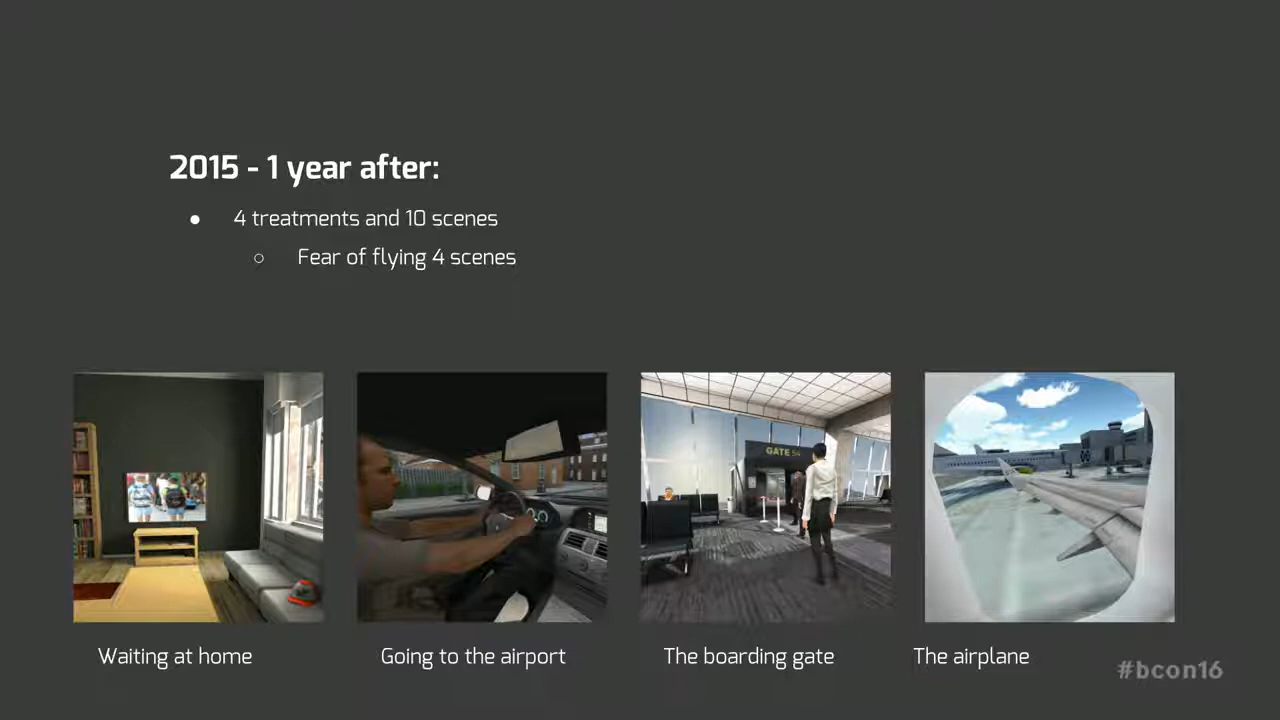 2015 - 1 year after:
● 4 treatments and 10 scenes
○ Fear of flying 4 scenes
GATE 54
Waiting at home
Going to the airport
The boarding gate
The airplane
#bcon16